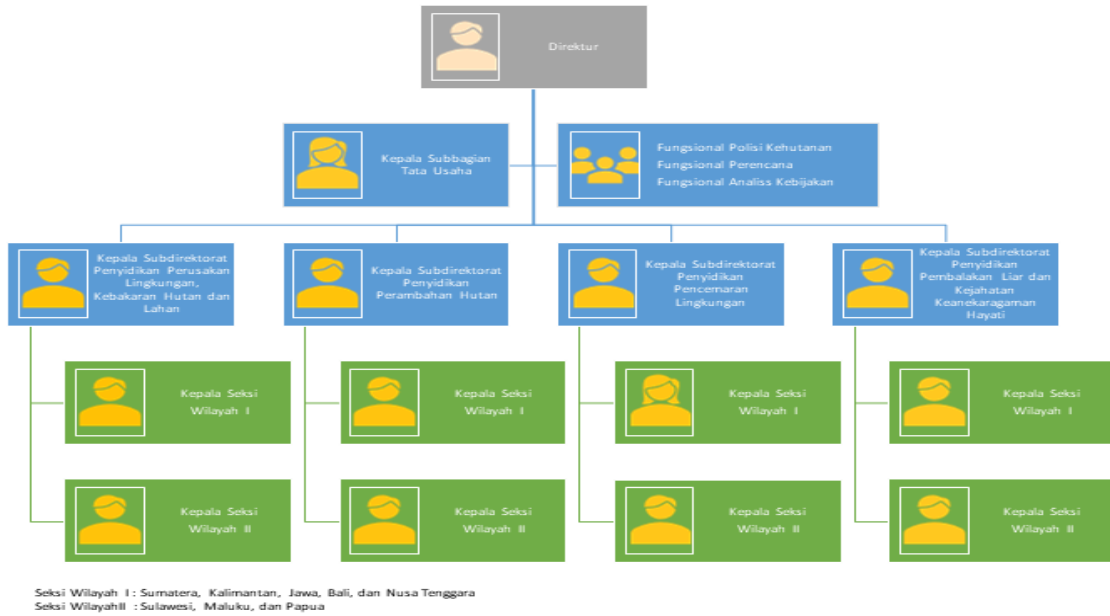 Direktur
Kepala Subbagian
Tata Usaha
Fungsional Polisi Kehutanan
Fungsional Perencana
Fungsional Analiss Kebijakan
Kepala Subdirektorat
Penyidikan Perusakan
Lingkungan,
Kebakaran Hutan dan
Lahan
Kepala Subdirektorat
Penyidikan
Perambahan Hutan
Kepala Subdirektorat
Penyidikan
Pencemaran
Lingkungan
Kepala Subdirektorat
Penyidikan
Pembalakan Liar dan
Kejahatan
Keanekaragaman
Hayati
Kepala Seksi
Wilayah I
Kepala Seksi
Wilayah I
Kepala Seksi
Wilayah I
Kepala Seksi
Wilayah I
Kepala Seksi
Wilayah II
Kepala Seksi
Wilayah II
Kepala Seksi
Wilayah II
Kepala Seksi
Wilayah II
Seksi Wilayah I : Sumatera, Kalimantan, Jawa, Bali, dan Nusa Tenggara
Seksi WilayahII : Sulawesi, Maluku, dan Papua